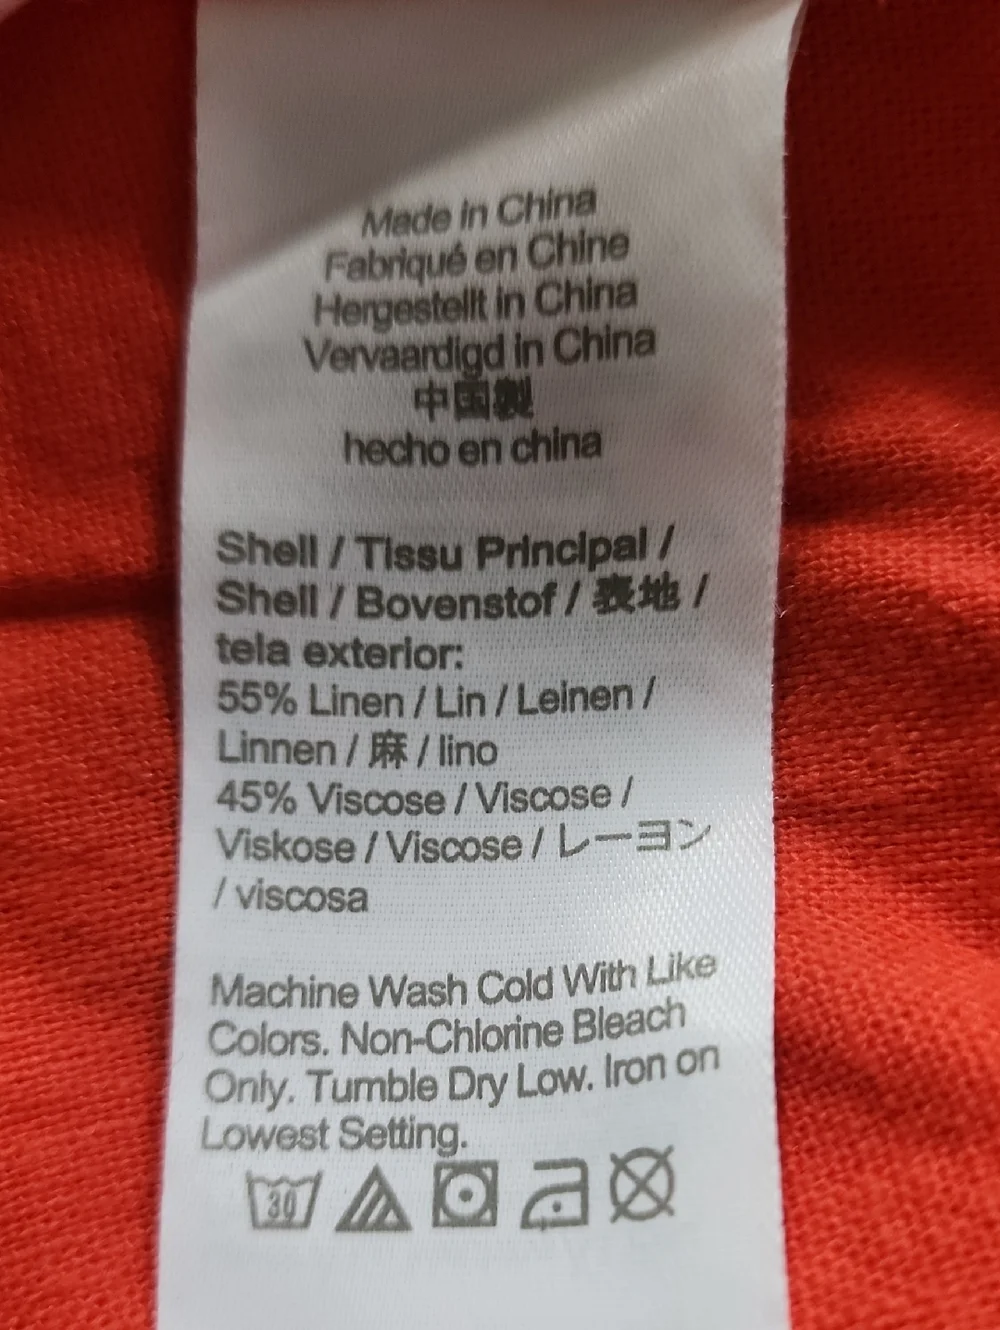 Made in China
Fabriqué en Chine
Hergestellt in China
Vervaardigd in China
中国製
hecho en china
Shell / Tissu Principal /
Shell / Bovenstof / 表地 /
tela exterior:
55% Linen / Lin / Leinen /
Linnen / 麻 / lino
45% Viscose / Viscose /
Viskose / Viscose / レーヨン
/ viscosa
Machine Wash Cold With Like
Colors. Non-Chlorine Bleach
Only. Tumble Dry Low. Iron on
Lowest Setting.
30